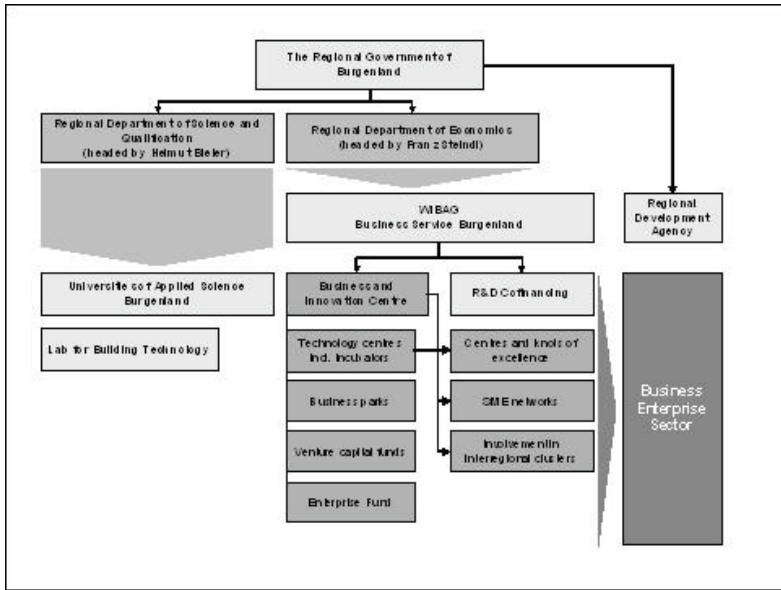 The Regional Government of
Burgenland
Regional Department of Science and
Qualification
(headed by Helmut Bieler)
Regional Department of Economics
(headed by Franz Steindl)
WIBAG
Business Service Burgenland
Regional
Development
Agency
Universities of Applied Science
Burgenland
Business and
Innovation Centre
R&D Cofinancing
Lab for Building Technology
Technology centres
incl. incubators
Centres and knots of
excellence
Business parks
SME networks
Business
Enterprise
Sector
Venture capital funds
Involvement in
interregional clusters
Enterprise Fund